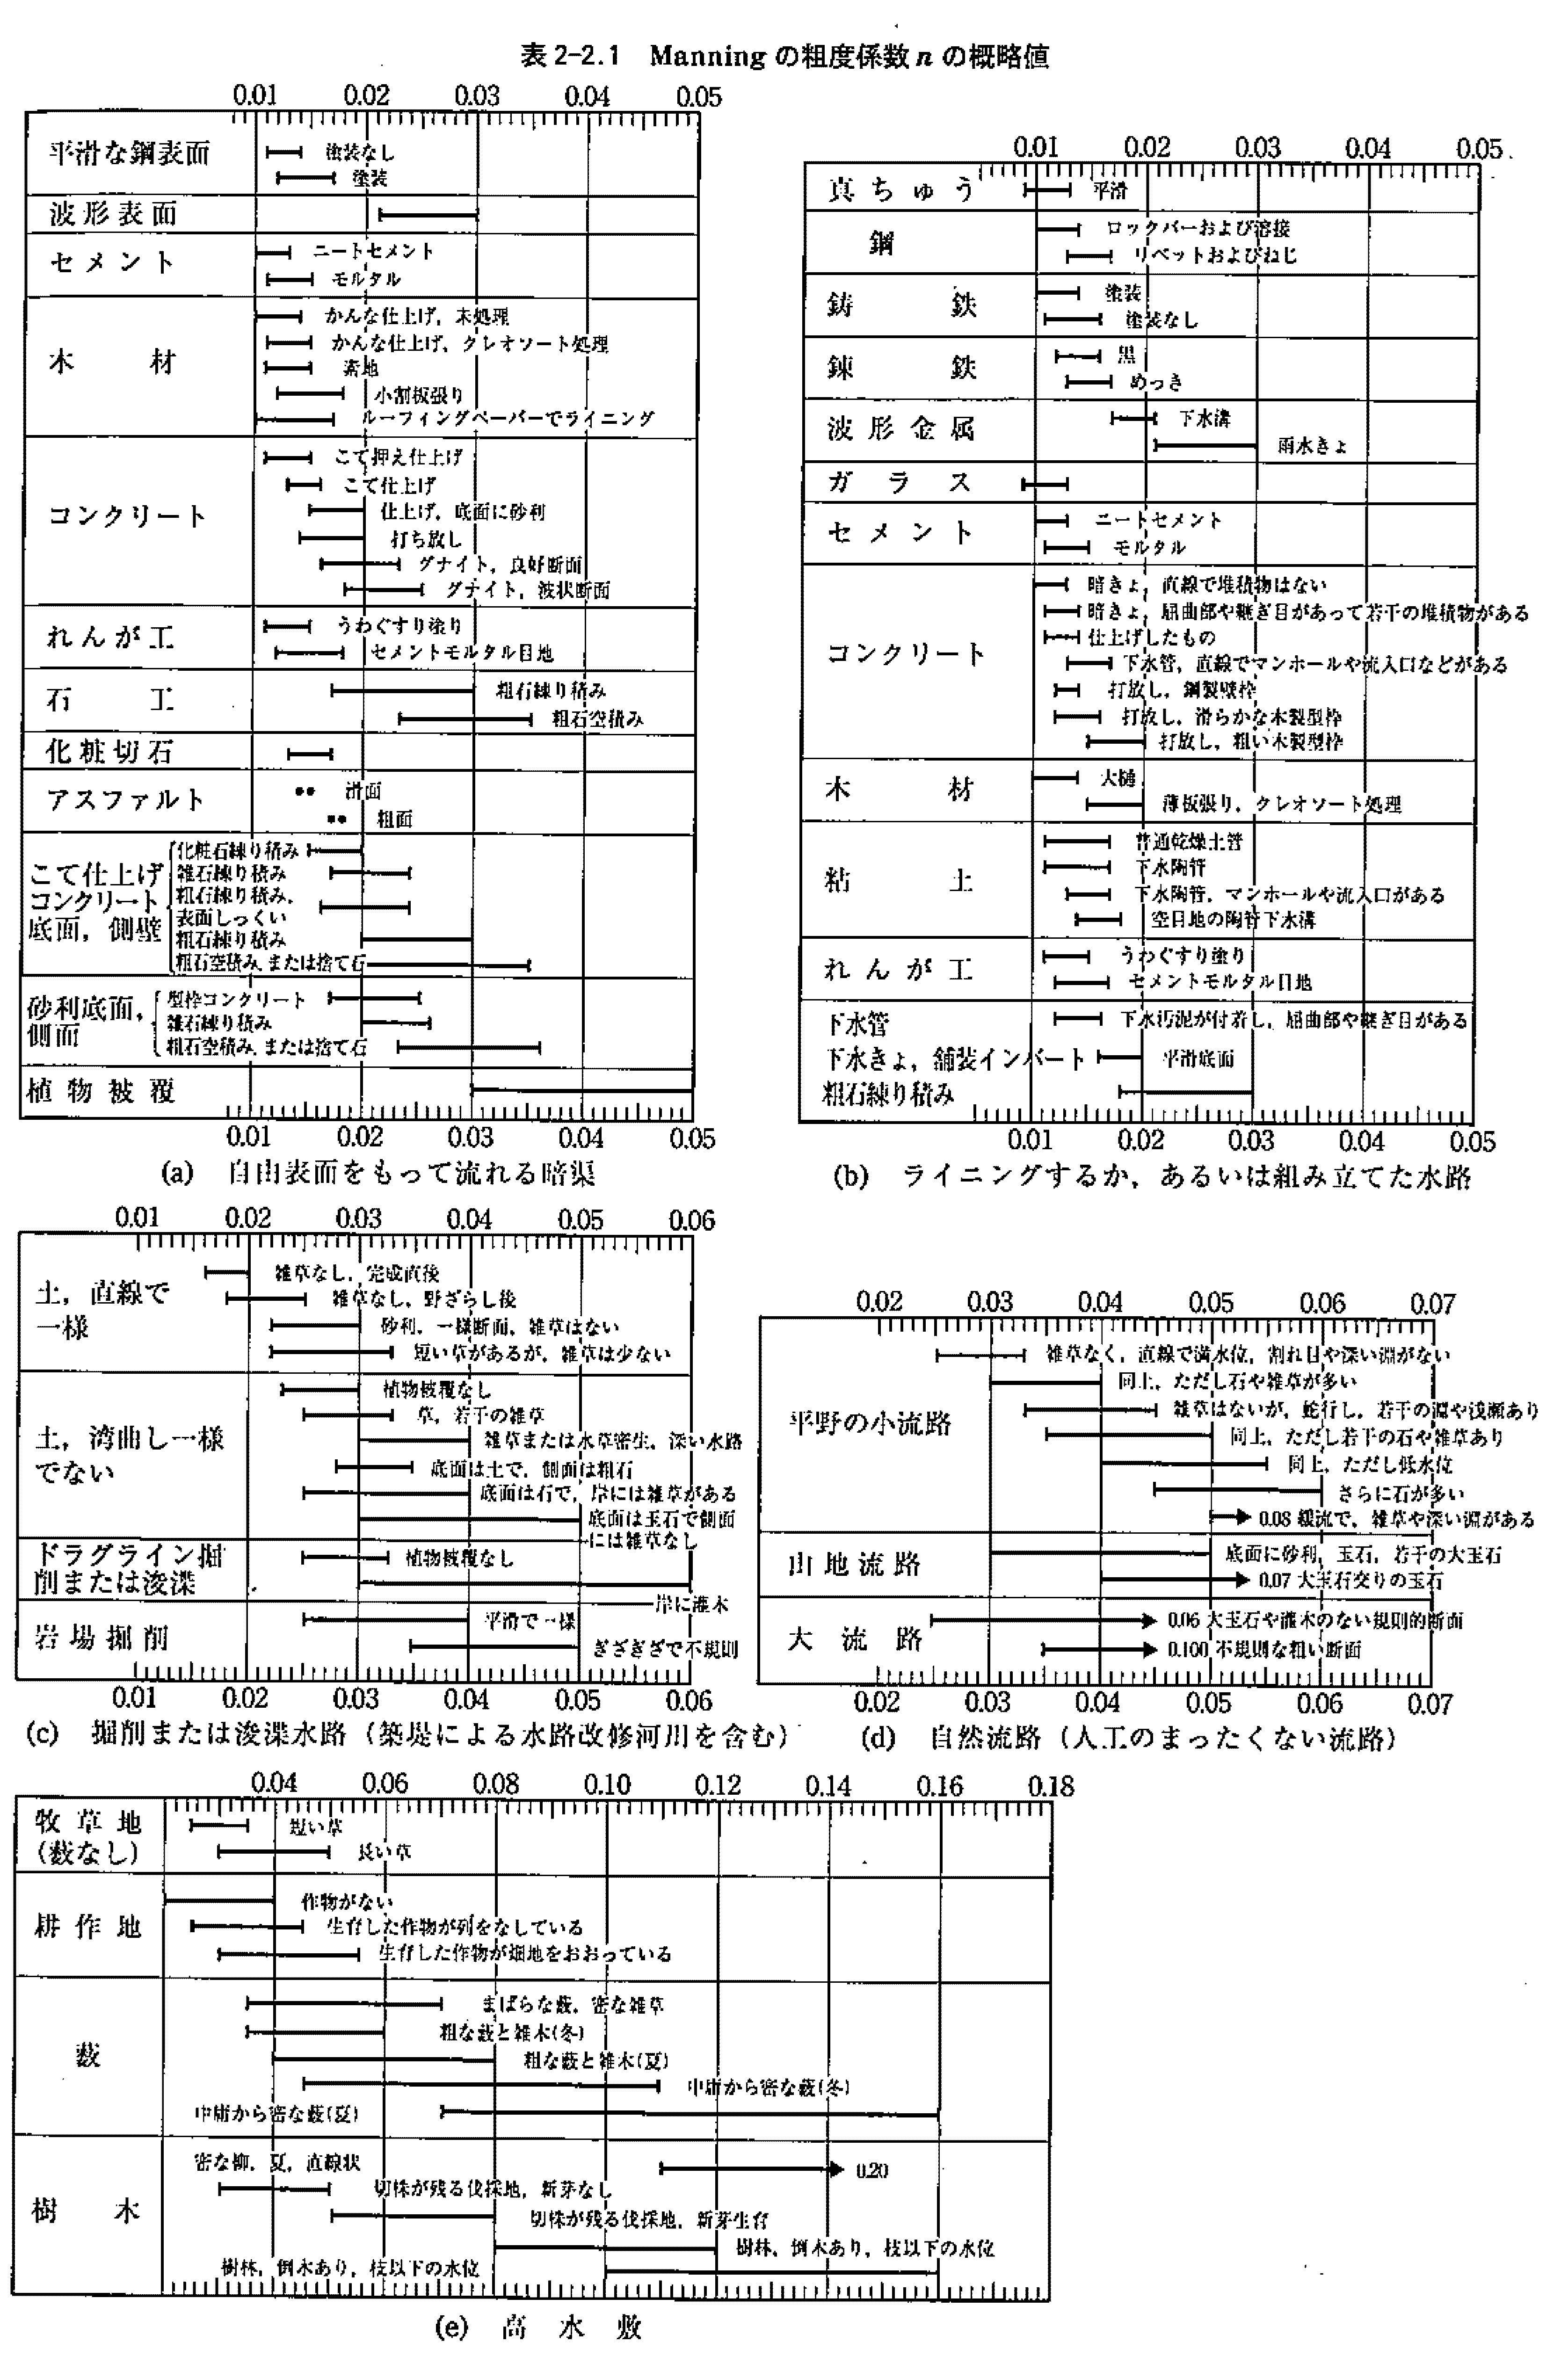 表2-2.1 Manningの粗度係数nの概略値
0.01 0.02 0.03 0.04 0.05
平滑な鋼表面
塗装なし
塗装
波形表面
セメント
ニートセメント
モルタル
木材
かんな仕上げ，未処理
かんな仕上げ，クレオソート処理
素地
小割板張り
ルーフィングペーパーでライニング
コンクリート
こて押え仕上げ
こて仕上げ
仕上げ，底面に砂利
打ち放し
グナイト，良好断面
グナイト，波状断面
れんが工
うわぐすり塗り
セメントモルタル目地
石工
粗石練り積み
粗石空積み
化粧切石
アスファルト
滑面
粗面
こて仕上げ
コンクリート
底面，側壁
化粧石練り積み
雑石練り積み
粗石練り積み，
表面しっくい
粗石練り積み
粗石空積み，または捨て石
砂利底面，
側面
型枠コンクリート
雑石練り積み
粗石空積み，または捨て石
植物被覆
0.01 0.02 0.03 0.04 0.05
(a) 自由表面をもって流れる暗渠
0.01 0.02 0.03 0.04 0.05
真ちゅう
平滑
鋼
ロックバーおよび溶接
リベットおよびねじ
鋳鉄
塗装
塗装なし
錬鉄
黒
めっき
波形金属
下水溝
雨水きょ
ガラス
セメント
ニートセメント
モルタル
コンクリート
暗きょ，直線で堆積物はない
暗きょ，屈曲部や継ぎ目があって若干の堆積物がある
仕上げしたもの
下水管，直線でマンホールや流入口などがある
打放し，鋼製型枠
打放し，滑らかな木製型枠
打放し，粗い木製型枠
木材
大樋
薄板張り，クレオソート処理
粘土
普通乾燥土管
下水陶管
下水陶管，マンホールや流入口がある
空目地の陶管下水溝
れんが工
うわぐすり塗り
セメントモルタル目地
下水管
下水汚泥が付着し，屈曲部や継ぎ目がある
下水きょ，舗装インバート
平滑底面
粗石練り積み
0.01 0.02 0.03 0.04 0.05
(b) ライニングするか，あるいは組み立てた水路
0.01 0.02 0.03 0.04 0.05 0.06
土，直線で
一様
雑草なし，完成直後
雑草なし，野ざらし後
砂利，一様断面，雑草はない
短い草があるが，雑草は少ない
土，湾曲し一様
でない
植物被覆なし
草，若干の雑草
雑草または水草密生，深い水路
底面は土で，側面は粗石
底面は石で，岸には雑草がある
底面は玉石で側面
には雑草なし
ドラグライン掘
削または浚渫
植物被覆なし
岸に灌木
岩場掘削
平滑で一様
ぎざぎざで不規則
0.01 0.02 0.03 0.04 0.05 0.06
(c) 掘削または浚渫水路（築堤による水路改修河川を含む）
0.02 0.03 0.04 0.05 0.06 0.07
平野の小流路
雑草なく，直線で満水位，割れ目や深い淵がない
同上，ただし石や雑草が多い
雑草はないが，蛇行し，若干の淵や浅瀬あり
同上，ただし若干の石や雑草あり
同上，ただし低水位
さらに石が多い
0.08 緩流で，雑草や深い淵がある
山地流路
底面に砂利，玉石，若干の大玉石
0.07 大玉石交りの玉石
大流路
0.06 大玉石や灌木のない規則的断面
0.100 不規則な粗い断面
0.02 0.03 0.04 0.05 0.06 0.07
(d) 自然流路（人工のまったくない流路）
0.04 0.06 0.08 0.10 0.12 0.14 0.16 0.18
牧草地
(薮なし)
短い草
長い草
耕作地
作物がない
生育した作物が列をなしている
生育した作物が畑地をおおっている
薮
まばらな薮，密な雑草
粗な薮と雑木(冬)
粗な薮と雑木(夏)
中庸から密な薮(冬)
中庸から密な薮(夏)
樹木
密な柳，夏，直線状
0.20
切株が残る伐採地，新芽なし
切株が残る伐採地，新芽生育
樹林，倒木あり，枝以下の水位
樹林，倒木あり，枝以下の水位
(e) 高水敷